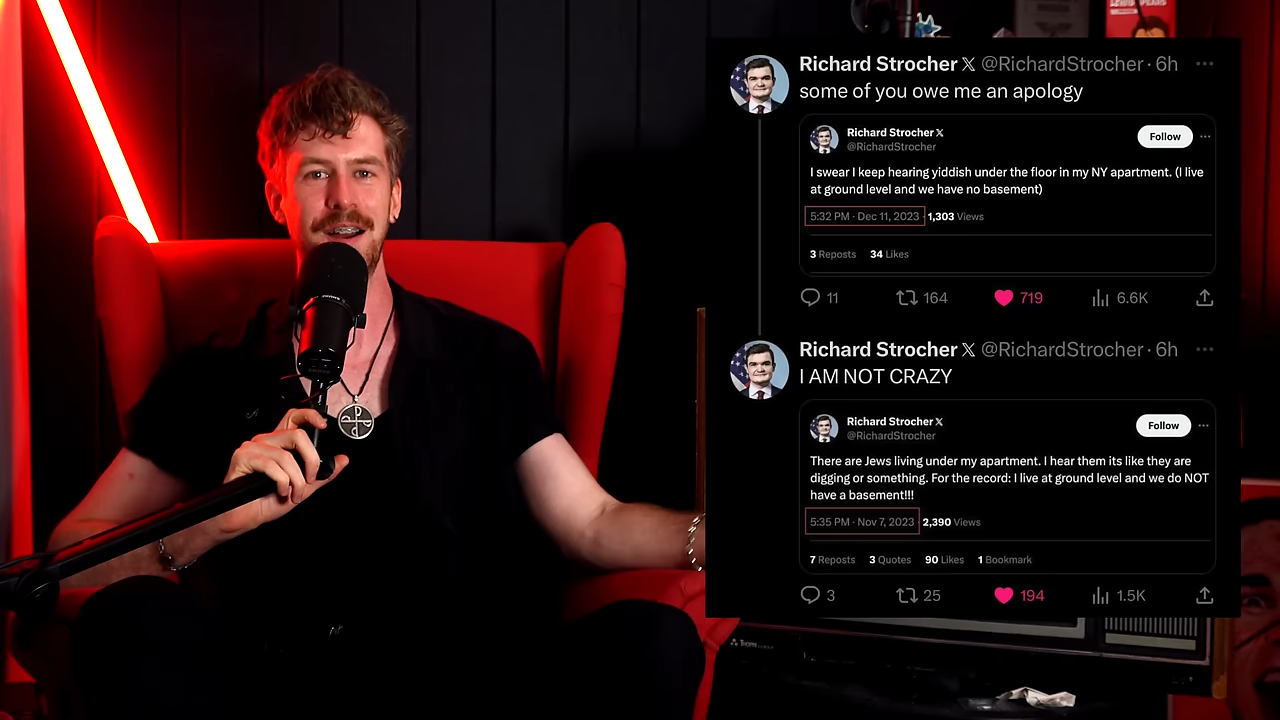 Richard Strocher X @RichardStrocher · 6h
some of you owe me an apology
Richard Strocher X
@RichardStrocher
Follow
I swear I keep hearing yiddish under the floor in my NY apartment. (I live
at ground level and we have no basement)
5:32 PM · Dec 11, 2023 · 1,303 Views
3 Reposts 34 Likes
11 164 719 6.6K
Richard Strocher X @RichardStrocher · 6h
I AM NOT CRAZY
Richard Strocher X
@RichardStrocher
Follow
There are Jews living under my apartment. I hear them its like they are
digging or something. For the record: I live at ground level and we do NOT
have a basement!!!
5:35 PM · Nov 7, 2023 · 2,390 Views
7 Reposts 3 Quotes 90 Likes 1 Bookmark
3 25 194 1.5K